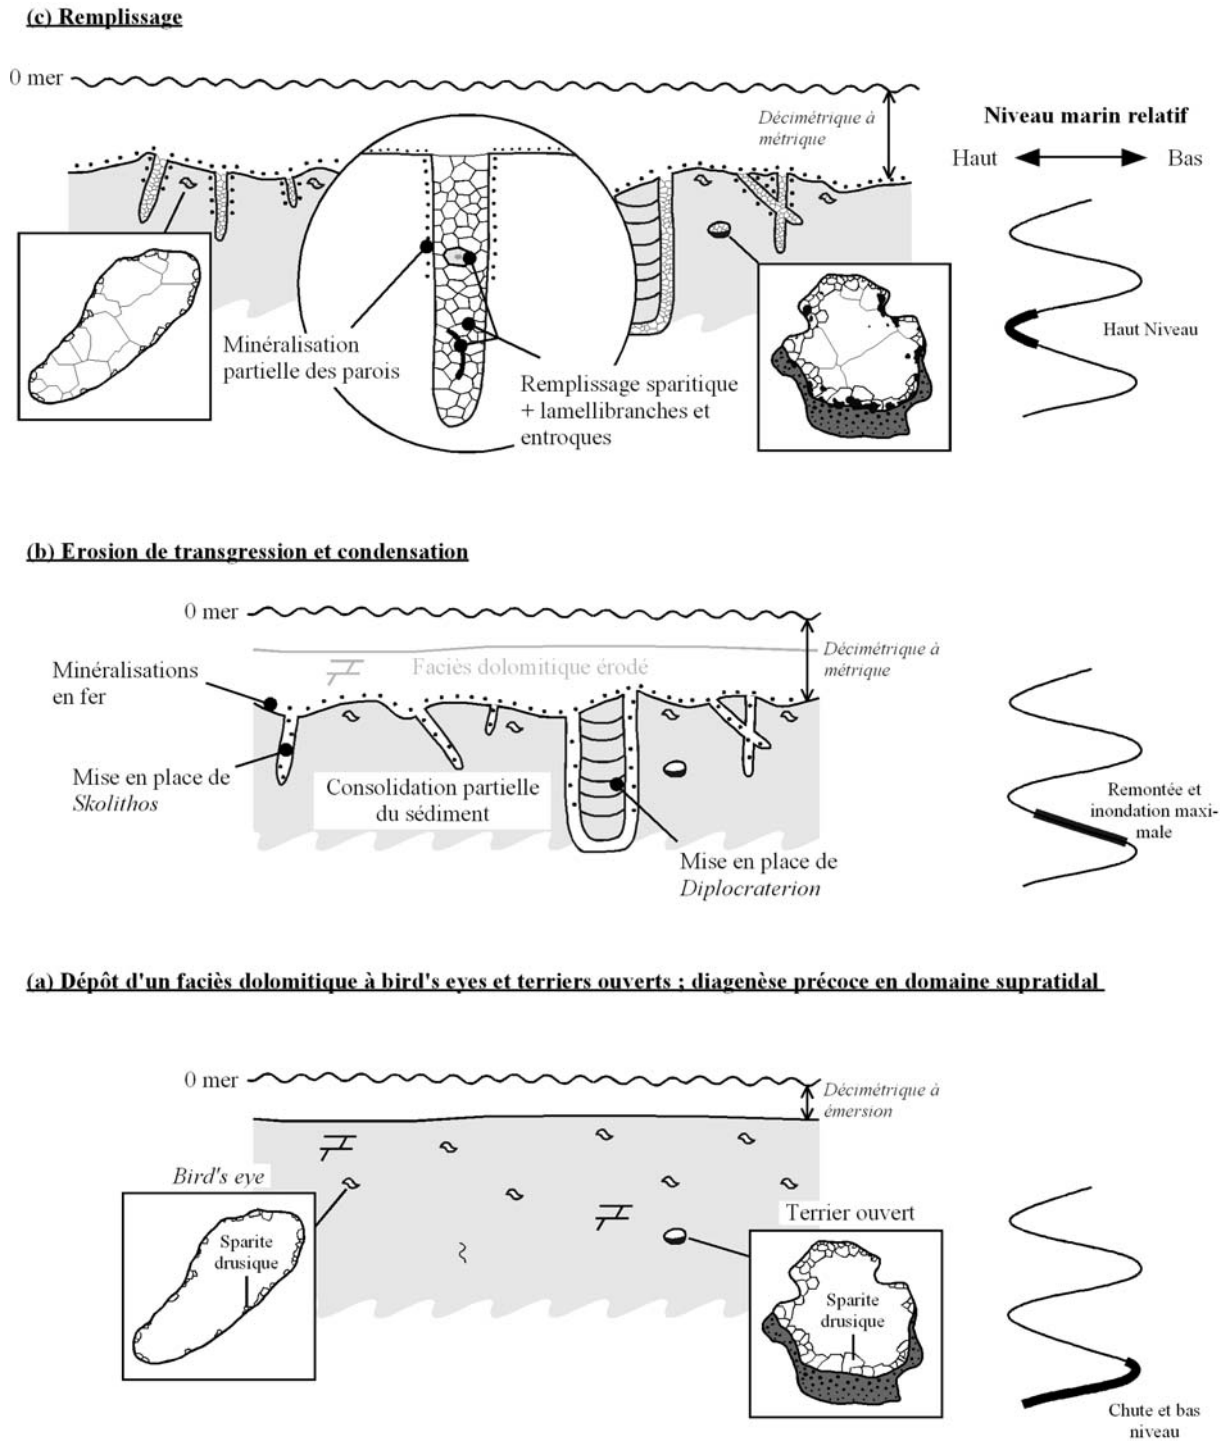 (c) Remplissage
0 mer
Décimétrique à
métrique
Niveau marin relatif
Haut
Bas
Minéralisation
partielle des parois
Remplissage sparitique
+ lamellibranches et
entroques
Haut Niveau
(b) Erosion de transgression et condensation
0 mer
Minéralisations
en fer
Faciès dolomitique érodé
Décimétrique à
métrique
Mise en place de
Skolithos
Consolidation partielle
du sédiment
Mise en place de
Diplocraterion
Remontée et
inondation maxi-
male
(a) Dépôt d'un faciès dolomitique à bird's eyes et terriers ouverts ; diagenèse précoce en domaine supratidal
0 mer
Décimétrique à
émersion
Bird's eye
Sparite
drusique
Terrier ouvert
Sparite
drusique
Chute et bas
niveau